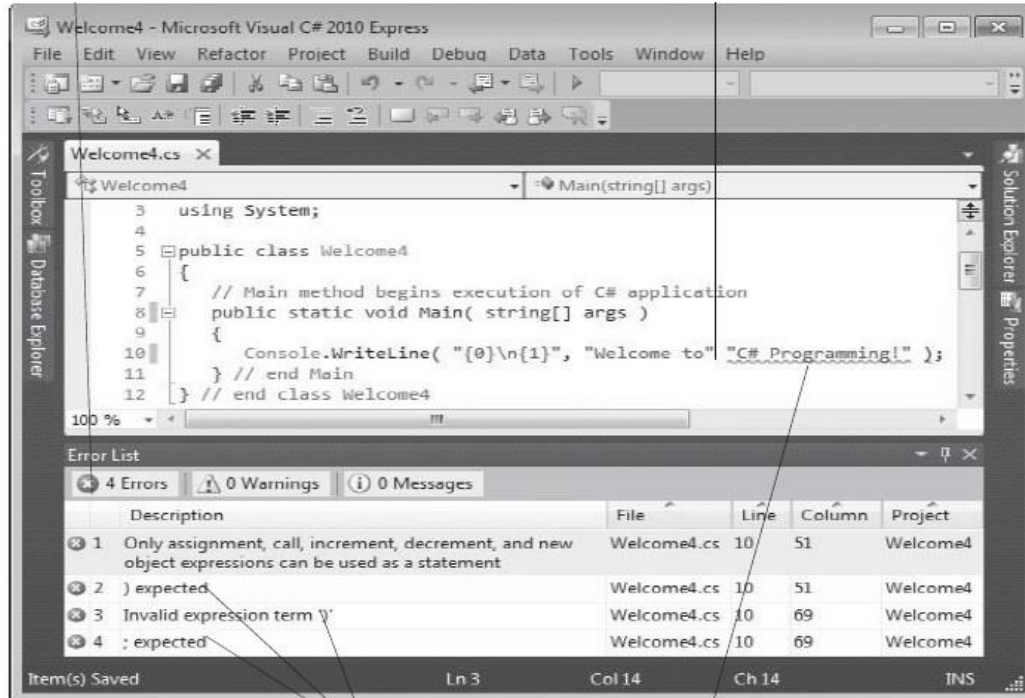 Welcome4 - Microsoft Visual C# 2010 Express
File Edit View Refactor Project Build Debug Data Tools Window Help
Welcome4.cs
Welcome4 Main(string[] args)
Toolbox
Database Explorer
Solution Explorer
Properties
3 using System;
4
5 public class Welcome4
6 {
7 // Main method begins execution of C# application
8 public static void Main( string[] args )
9 {
10 Console.WriteLine( "{0}\n{1}", "Welcome to" "C# Programming!" );
11 } // end Main
12 } // end class Welcome4
100 %
Error List
4 Errors 0 Warnings 0 Messages
Description File Line Column Project
1 Only assignment, call, increment, decrement, and new Welcome4.cs 10 51 Welcome4
object expressions can be used as a statement
2 ) expected Welcome4.cs 10 51 Welcome4
3 Invalid expression term ')' Welcome4.cs 10 69 Welcome4
4 ; expected Welcome4.cs 10 69 Welcome4
Item(s) Saved Ln 3 Col 14 Ch 14 INS